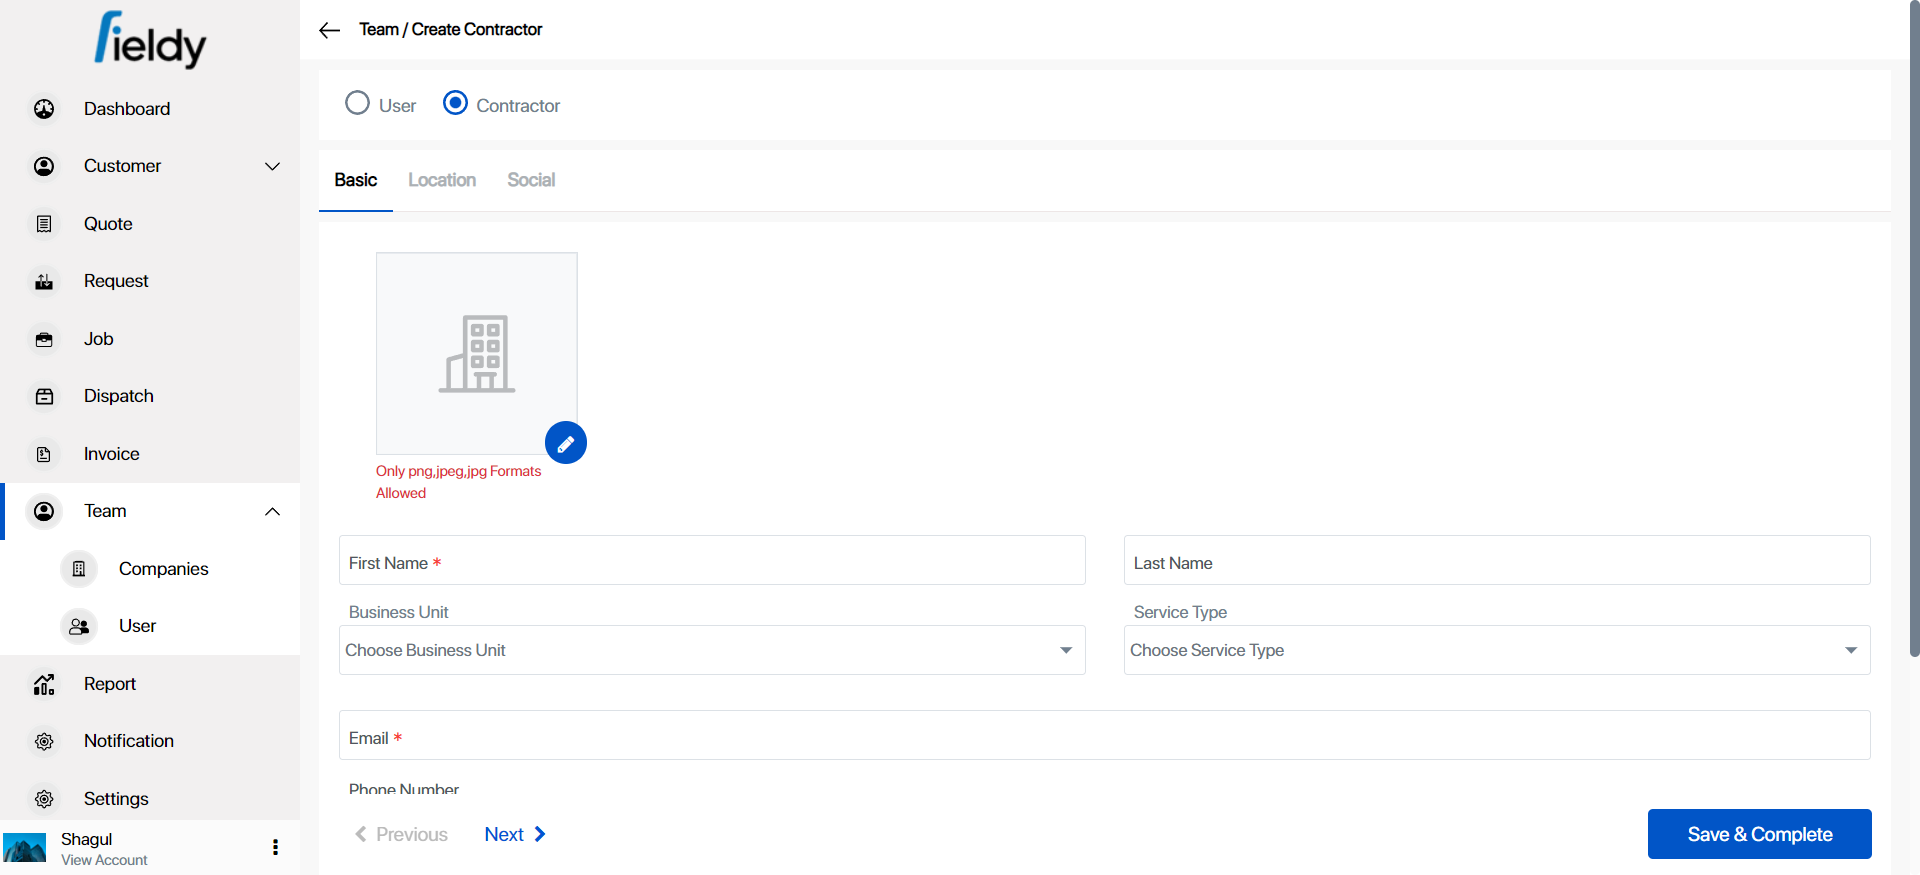 fieldy
Dashboard
Customer
Quote
Request
Job
Dispatch
Invoice
Team
Companies
User
Report
Notification
Settings
Shagul
View Account
Team / Create Contractor
User
Contractor
Basic
Location
Social
Only png,jpeg,jpg Formats
Allowed
First Name *
Last Name
Business Unit
Service Type
Choose Business Unit
Choose Service Type
Email *
Phone Number
Previous
Next
Save & Complete